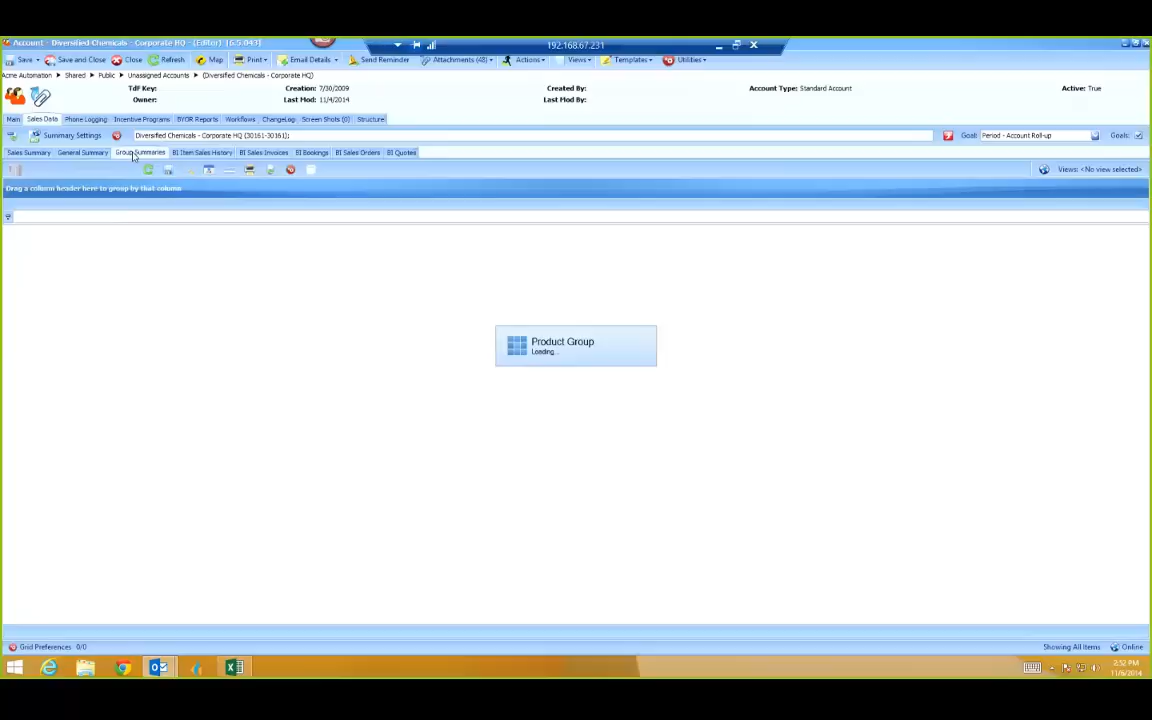 Account - Diversified Chemicals - Corporate HQ - (Editor) [6.5.043]
192.168.67.231
Save Save and Close Close Refresh Map Print Email Details Send Reminder Attachments (48) Actions Views Templates Utilities
Acme Automation Shared Public Unassigned Accounts (Diversified Chemicals - Corporate HQ)
TdF Key: Creation: 7/30/2009 Created By: Account Type: Standard Account Active: True
Owner: Last Mod: 11/4/2014 Last Mod By:
Main Sales Data Phone Logging Incentive Programs BYOR Reports Workflows ChangeLog Screen Shots (0) Structure
Summary Settings Diversified Chemicals - Corporate HQ (30161-30161); Goal: Period - Account Roll-up Goals:
Sales Summary General Summary Group Summaries BI Item Sales History BI Sales Invoices BI Bookings BI Sales Orders BI Quotes
Views: <No view selected>
Drag a column header here to group by that column
Product Group
Loading...
Grid Preferences 0/0 Showing All Items Online
2:52 PM
11/6/2014